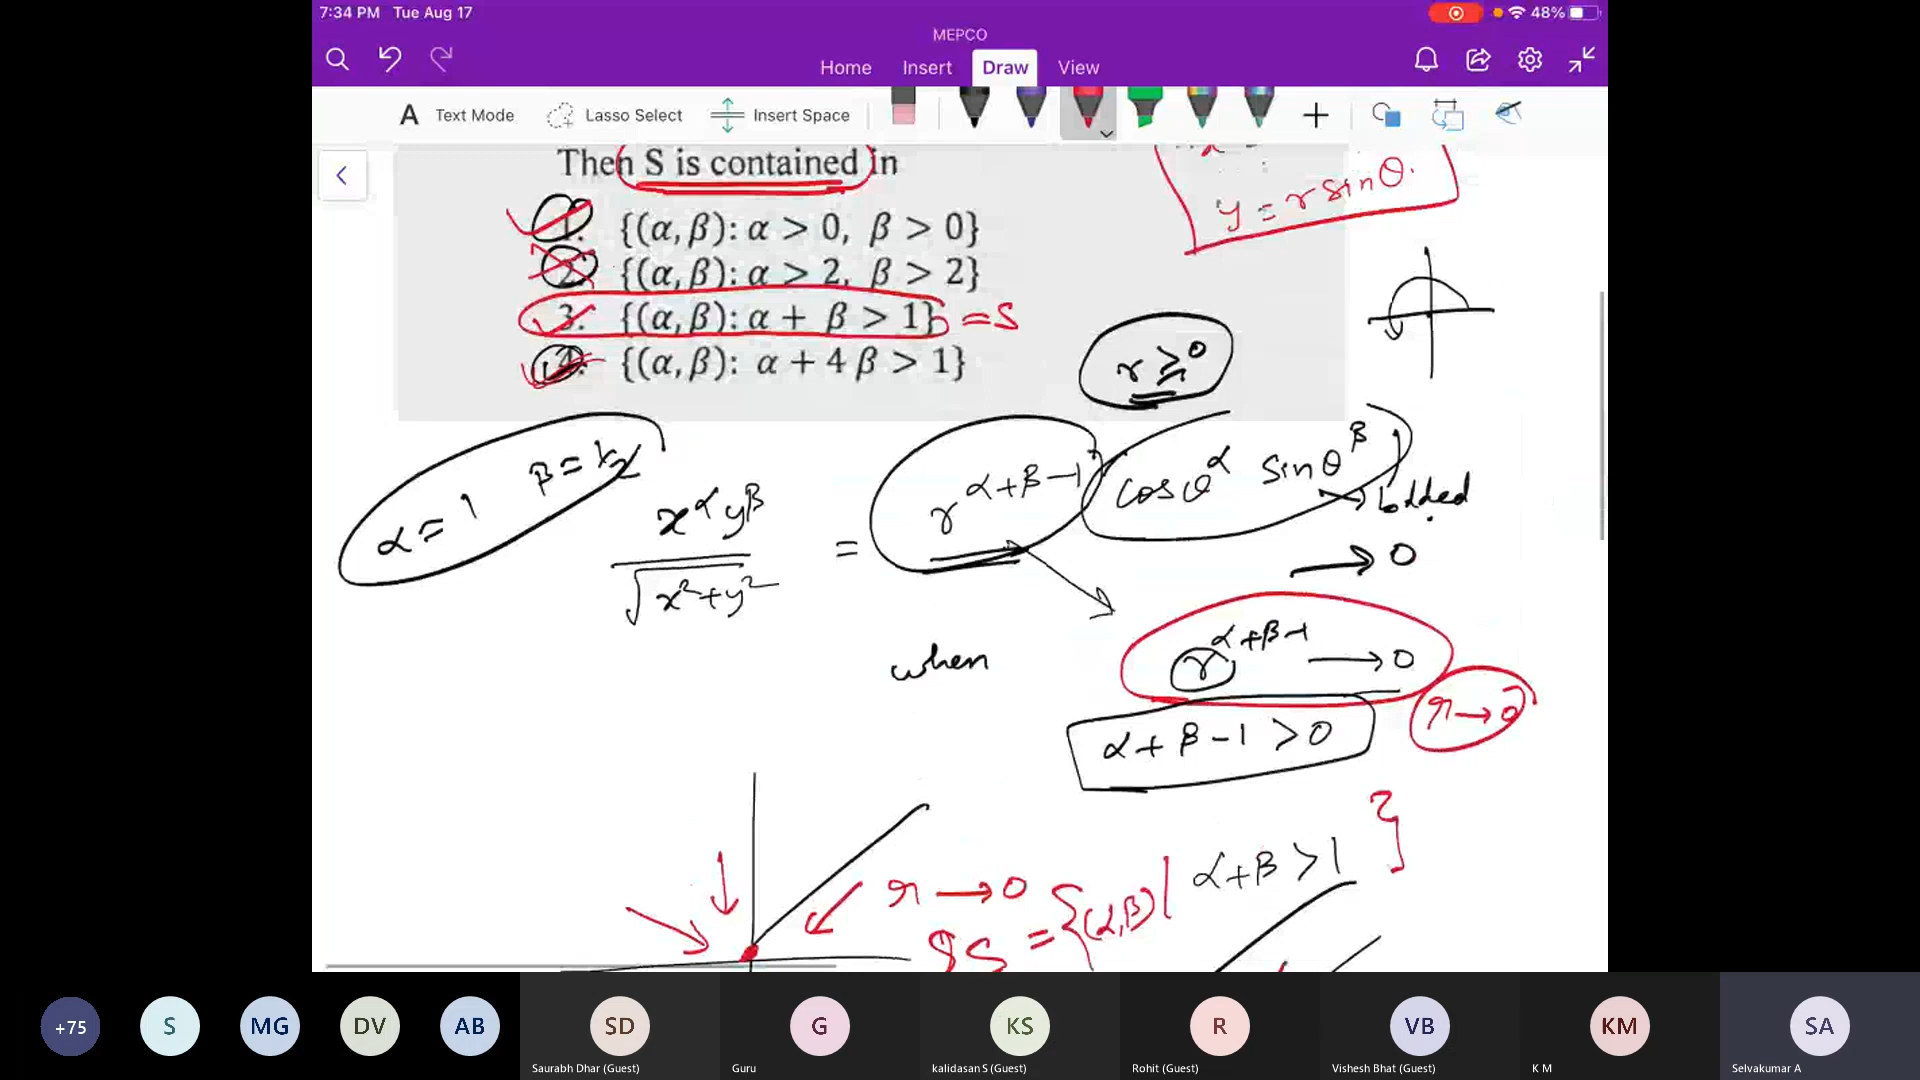 7:34 PM Tue Aug 17
48%
MEPCO
Home Insert Draw View
A Text Mode Lasso Select Insert Space
Then S is contained in
y = r sin θ.
1. {(α, β): α > 0, β > 0}
2. {(α, β): α > 2, β > 2}
3. {(α, β): α + β > 1} = S
4. {(α, β): α + 4 β > 1}
r ≥ 0
α = 1 β = 1/2
x^α y^β / √(x² + y²) = r^(α+β-1) cos θ^α sin θ^β → bdded
→ 0
when r^(α+β-1) → 0
r → 0
α + β - 1 > 0
r → 0
S = {(α, β) | α + β > 1 }
+75 S MG DV AB SD G KS R VB KM SA
Saurabh Dhar (Guest) Guru kalidasan S (Guest) Rohit (Guest) Vishesh Bhat (Guest) K M Selvakumar A